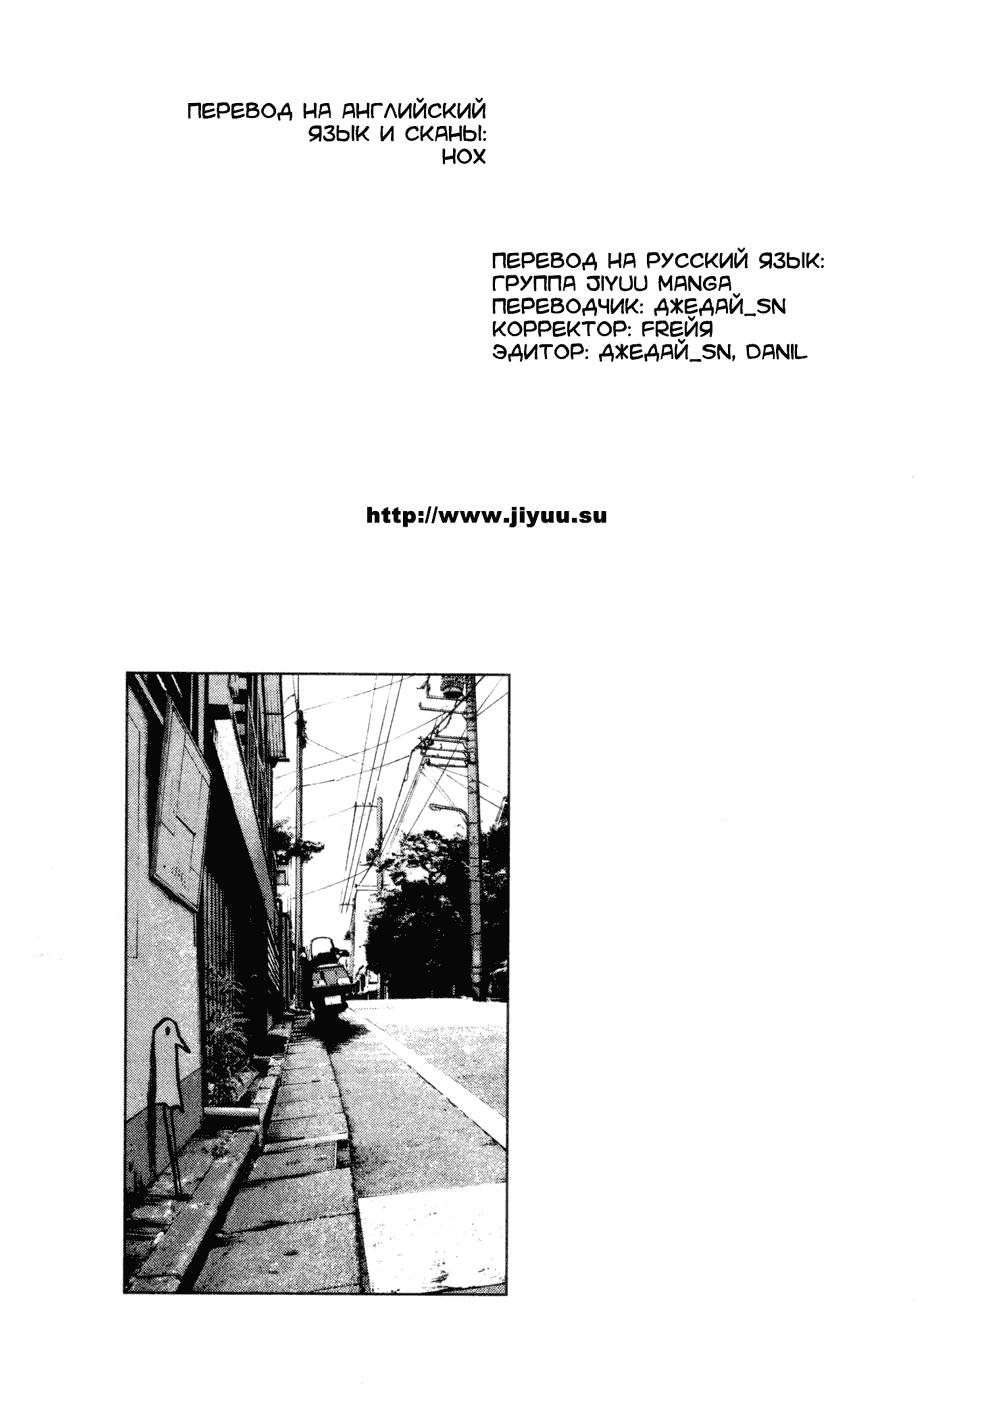 ПЕРЕВОД НА АНГЛИЙСКИЙ
ЯЗЫК И СКАНЫ:
HOX
ПЕРЕВОД НА РУССКИЙ ЯЗЫК:
ГРУППА JIYUU MANGA
ПЕРЕВОДЧИК: ДЖЕДАЙ_SN
КОРРЕКТОР: FREЙЯ
ЭДИТОР: ДЖЕДАЙ_SN, DANIL
http://www.jiyuu.su